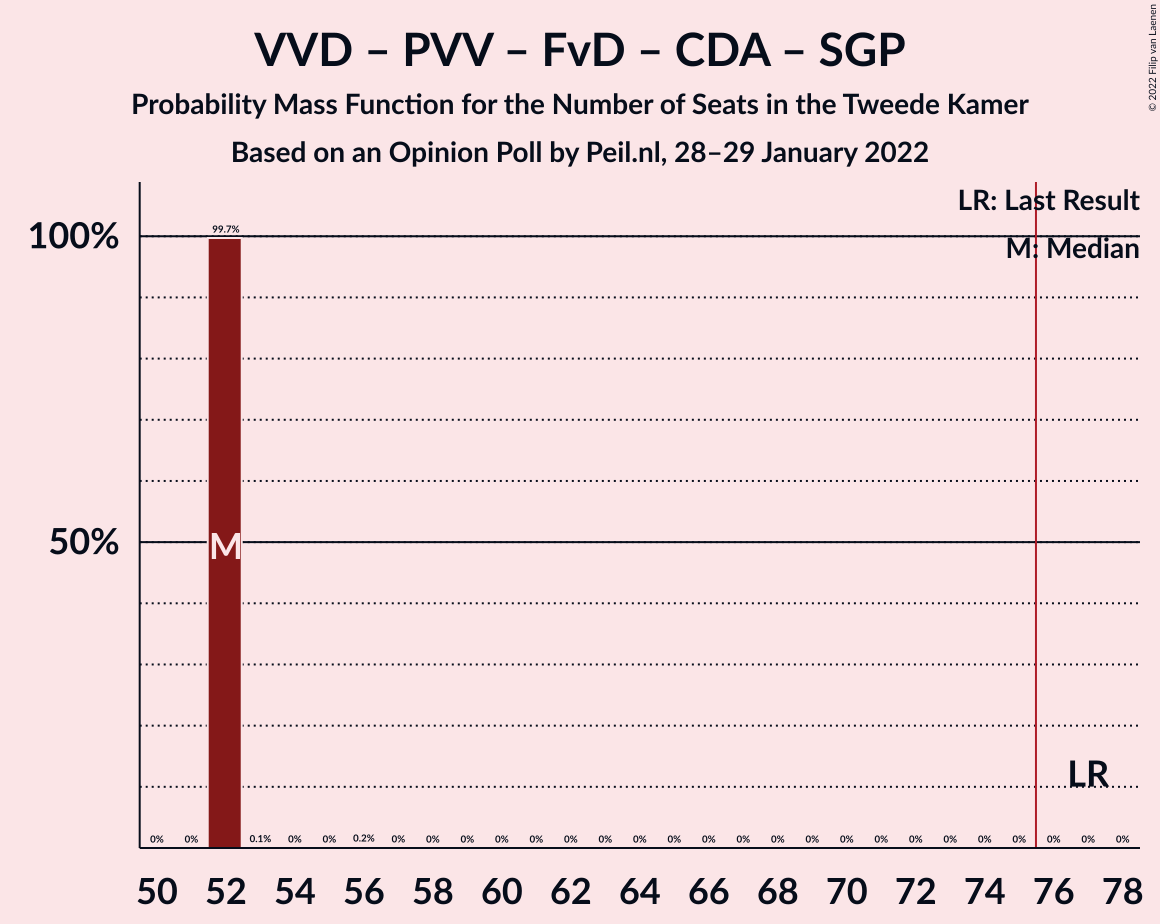 VVD – PVV – FvD – CDA – SGP
Probability Mass Function for the Number of Seats in the Tweede Kamer
Based on an Opinion Poll by Peil.nl, 28–29 January 2022
© 2022 Filip van Laenen
LR: Last Result
M: Median
100%
50%
99.7%
M
LR
0% 0% 0.1% 0% 0% 0.2% 0% 0% 0% 0% 0% 0% 0% 0% 0% 0% 0% 0% 0% 0% 0% 0% 0% 0% 0% 0% 0% 0%
50 52 54 56 58 60 62 64 66 68 70 72 74 76 78